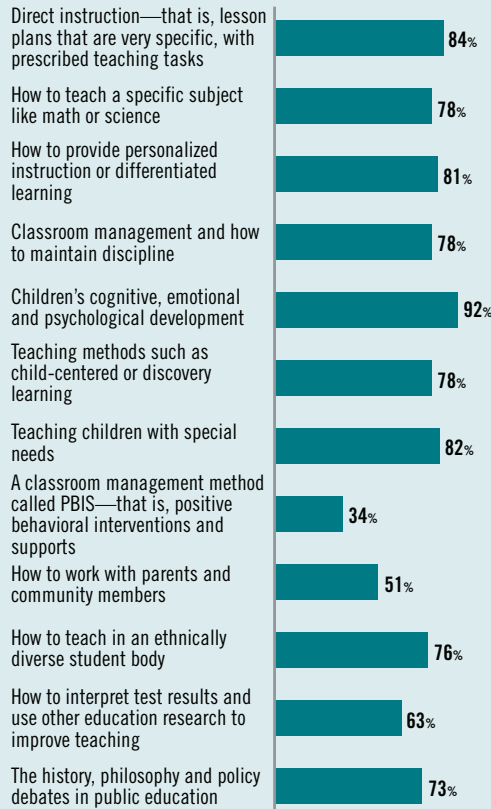 Direct instruction—that is, lesson
plans that are very specific, with
prescribed teaching tasks
84%
How to teach a specific subject
like math or science
78%
How to provide personalized
instruction or differentiated
learning
81%
Classroom management and how
to maintain discipline
78%
Children's cognitive, emotional
and psychological development
92%
Teaching methods such as
child-centered or discovery
learning
78%
Teaching children with special
needs
82%
A classroom management method
called PBIS—that is, positive
behavioral interventions and
supports
34%
How to work with parents and
community members
51%
How to teach in an ethnically
diverse student body
76%
How to interpret test results and
use other education research to
improve teaching
63%
The history, philosophy and policy
debates in public education
73%